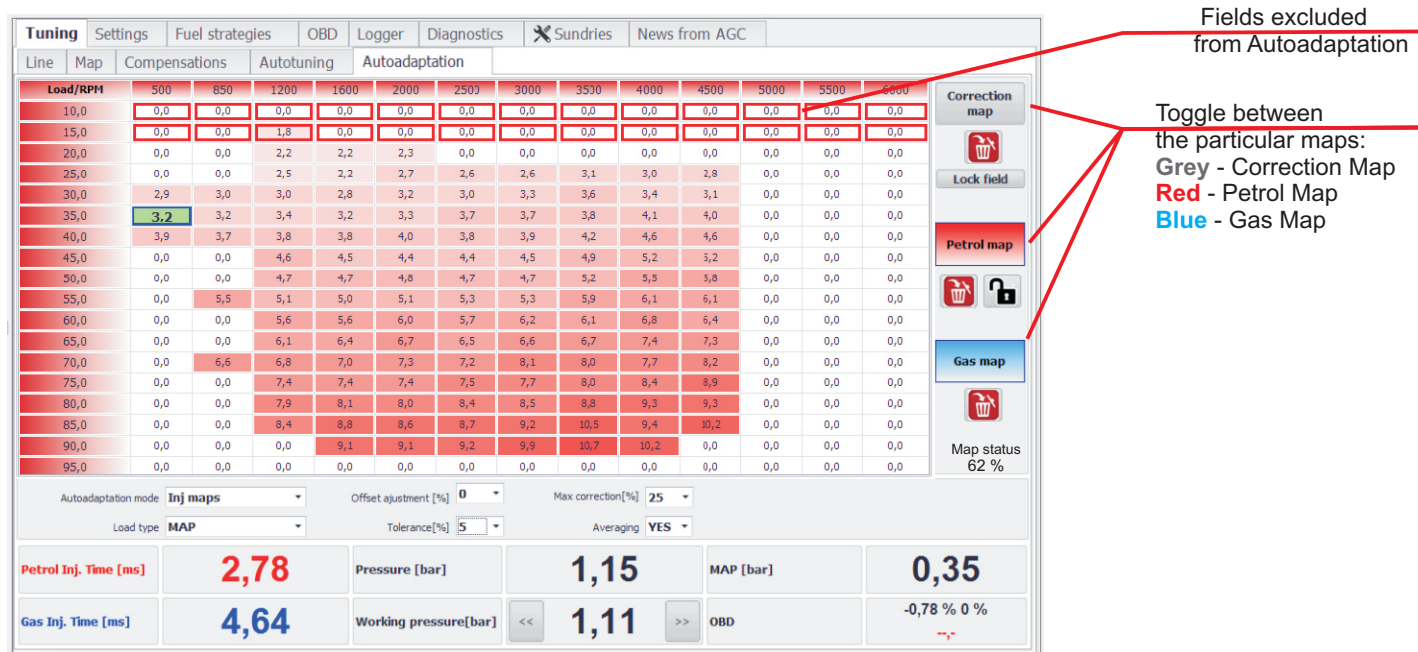 Tuning Settings Fuel strategies OBD Logger Diagnostics Sundries News from AGC
Line Map Compensations Autotuning Autoadaptation
Load/RPM 500 850 1200 1600 2000 2500 3000 3500 4000 4500 5000 5500 6000
10,0 0,0 0,0 0,0 0,0 0,0 0,0 0,0 0,0 0,0 0,0 0,0 0,0 0,0
15,0 0,0 0,0 1,8 0,0 0,0 0,0 0,0 0,0 0,0 0,0 0,0 0,0 0,0
20,0 0,0 0,0 2,2 2,2 2,3 0,0 0,0 0,0 0,0 0,0 0,0 0,0 0,0
25,0 0,0 0,0 2,5 2,2 2,7 2,6 2,6 3,1 3,0 2,8 0,0 0,0 0,0
30,0 2,9 3,0 3,0 2,8 3,2 3,0 3,3 3,6 3,4 3,1 0,0 0,0 0,0
35,0 3.2 3,2 3,4 3,2 3,3 3,7 3,7 3,8 4,1 4,0 0,0 0,0 0,0
40,0 3,9 3,7 3,8 3,8 4,0 3,8 3,9 4,2 4,6 4,6 0,0 0,0 0,0
45,0 0,0 0,0 4,6 4,5 4,4 4,4 4,5 4,9 5,2 5,2 0,0 0,0 0,0
50,0 0,0 0,0 4,7 4,7 4,8 4,7 4,7 5,2 5,5 5,8 0,0 0,0 0,0
55,0 0,0 5,5 5,1 5,0 5,1 5,3 5,3 5,9 6,1 6,1 0,0 0,0 0,0
60,0 0,0 0,0 5,6 5,6 6,0 5,7 6,2 6,1 6,8 6,4 0,0 0,0 0,0
65,0 0,0 0,0 6,1 6,4 6,7 6,5 6,6 6,7 7,4 7,3 0,0 0,0 0,0
70,0 0,0 6,6 6,8 7,0 7,3 7,2 8,1 8,0 7,7 8,2 0,0 0,0 0,0
75,0 0,0 0,0 7,4 7,4 7,4 7,5 7,7 8,0 8,4 8,9 0,0 0,0 0,0
80,0 0,0 0,0 7,9 8,1 8,0 8,4 8,5 8,8 9,3 9,3 0,0 0,0 0,0
85,0 0,0 0,0 8,4 8,8 8,6 8,7 9,2 10,5 9,4 10,2 0,0 0,0 0,0
90,0 0,0 0,0 0,0 9,1 9,1 9,2 9,9 10,7 10,2 0,0 0,0 0,0 0,0
95,0 0,0 0,0 0,0 0,0 0,0 0,0 0,0 0,0 0,0 0,0 0,0 0,0 0,0
Correction
map
Lock field
Petrol map
Gas map
Map status
62 %
Autoadaptation mode Inj maps Offset ajustment [%] 0 Max correction[%] 25
Load type MAP Tolerance[%] 5 Averaging YES
Petrol Inj. Time [ms] 2,78 Pressure [bar] 1,15 MAP [bar] 0,35
Gas Inj. Time [ms] 4,64 Working pressure[bar] << 1,11 >> OBD -0,78 % 0 %
--,-
Fields excluded
from Autoadaptation
Toggle between
the particular maps:
Grey - Correction Map
Red - Petrol Map
Blue - Gas Map